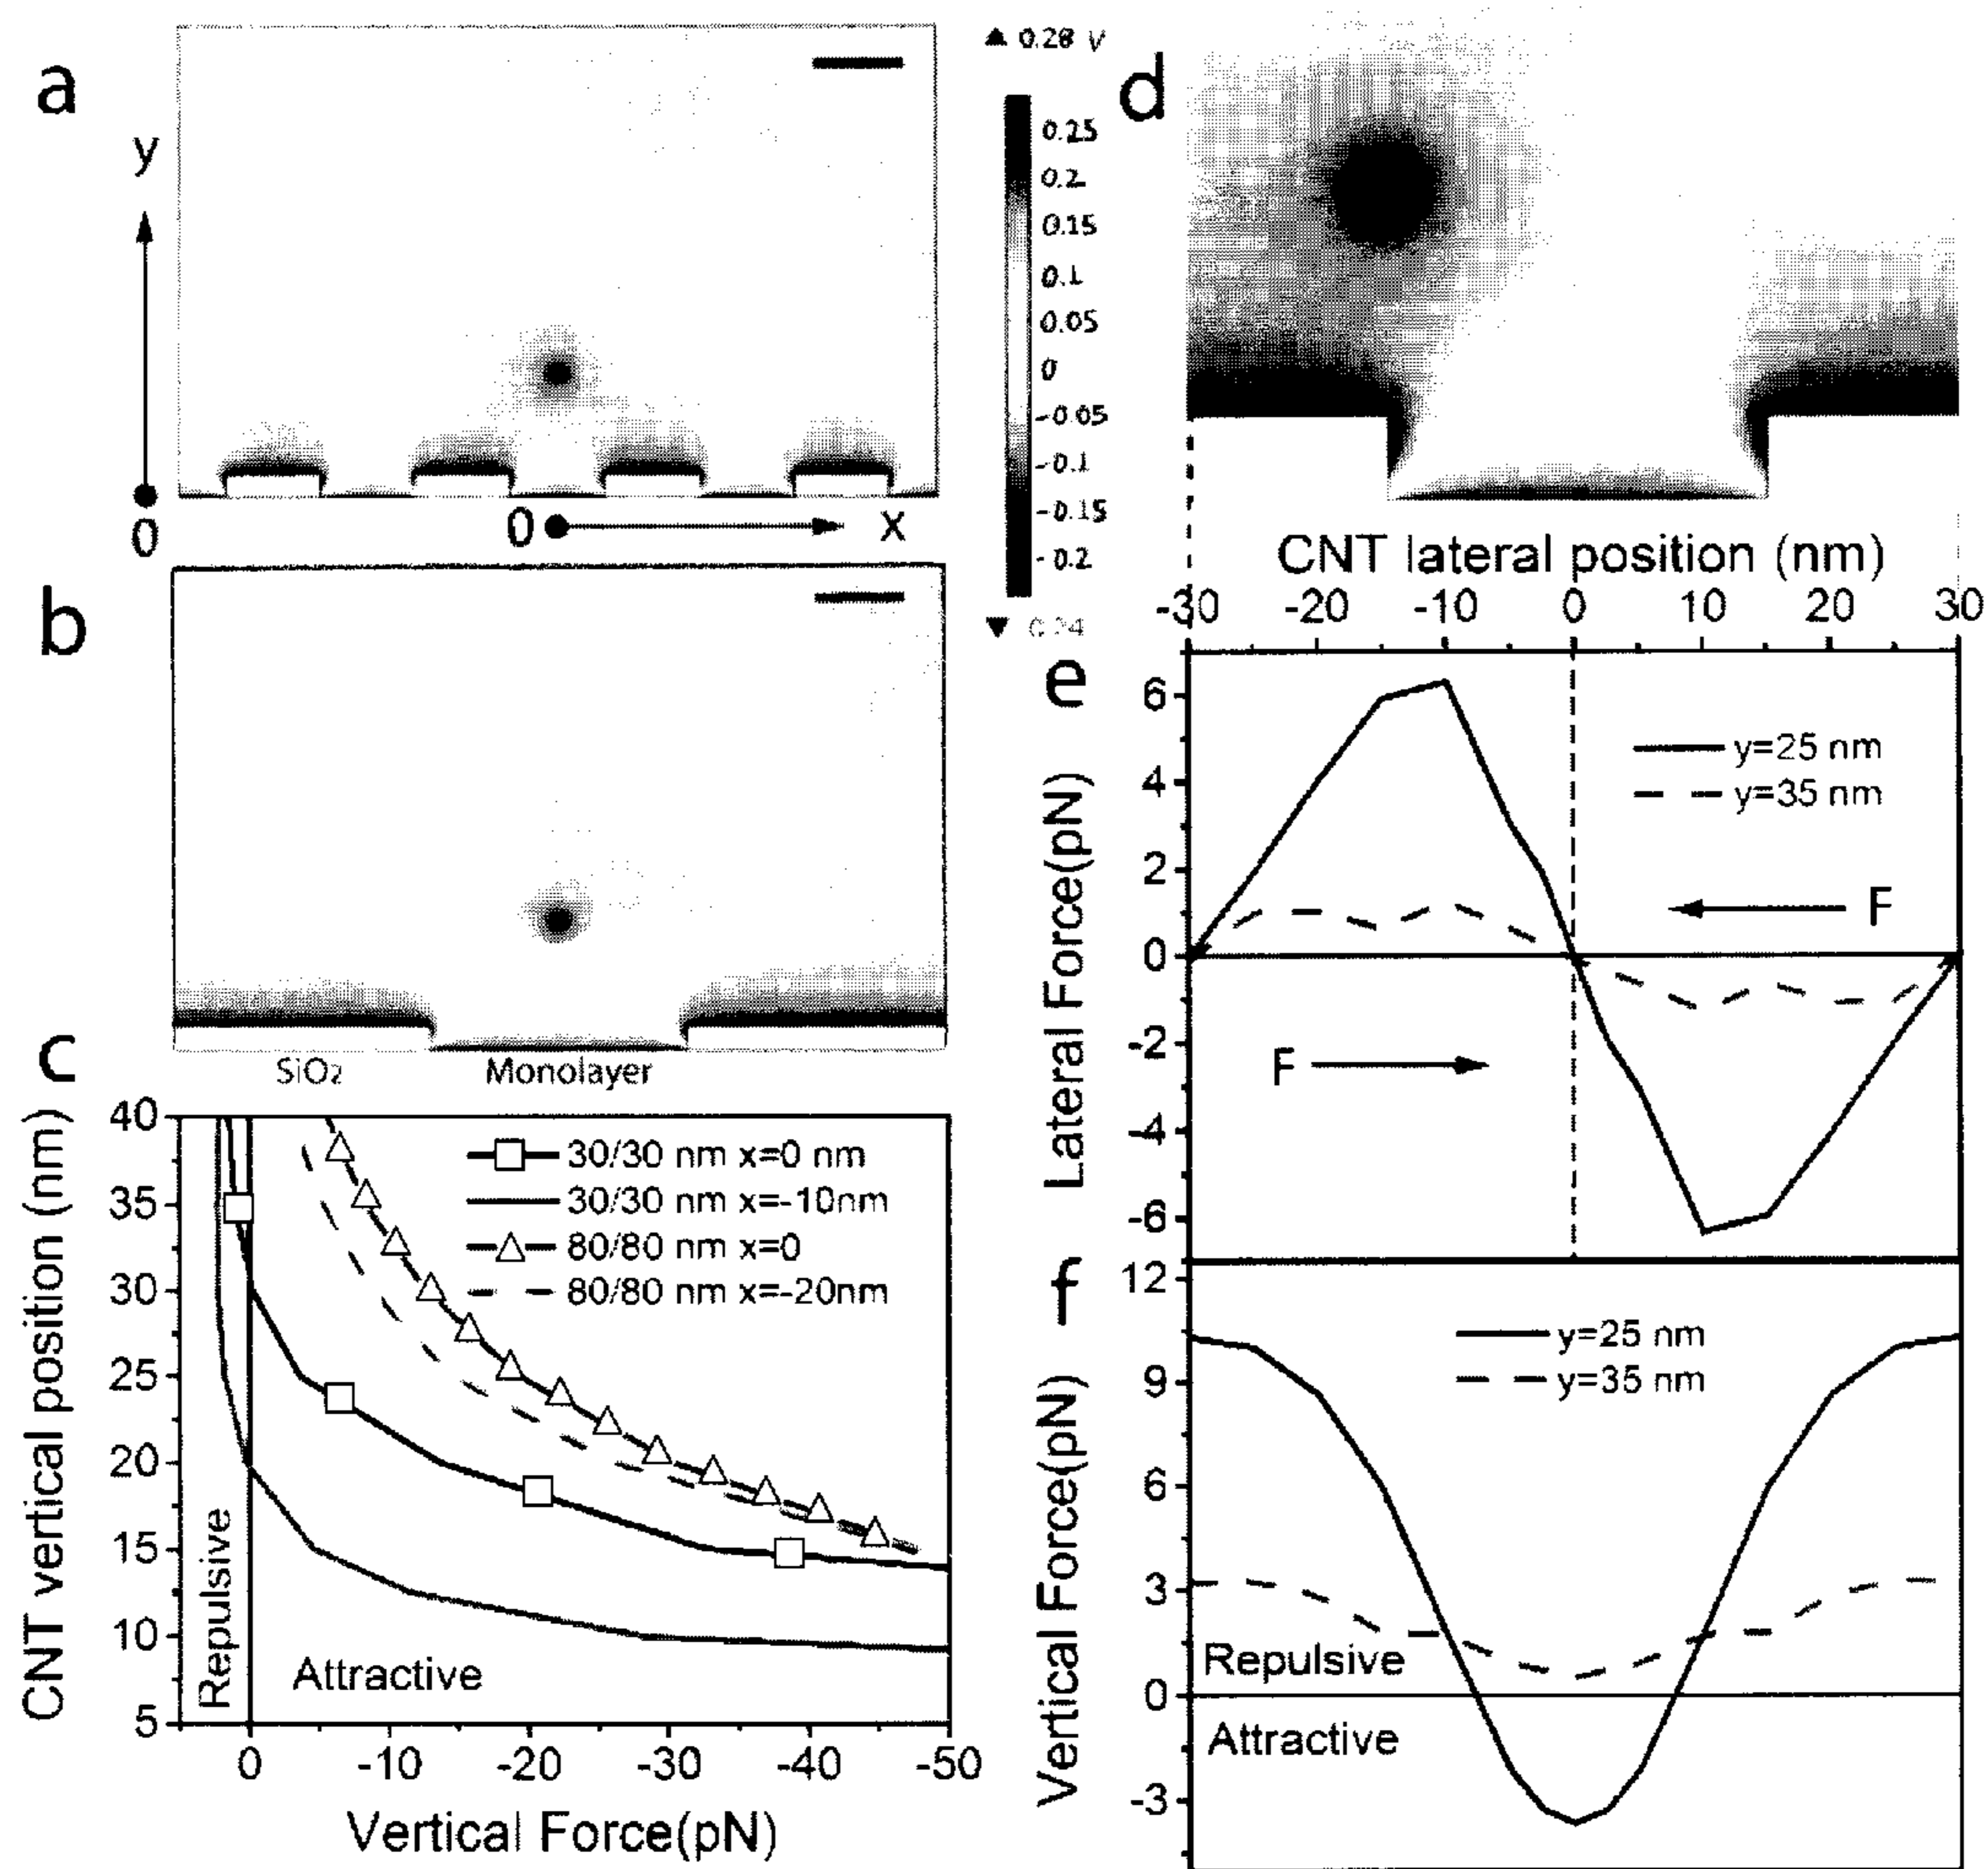 a
y
0
0
x
0.28 V
0.25
0.2
0.15
0.1
0.05
0
-0.05
-0.1
-0.15
-0.2
b
SiO2
Monolayer
c
CNT vertical position (nm)
40
35
30
25
20
15
10
5
30/30 nm x=0 nm
30/30 nm x=-10nm
80/80 nm x=0
80/80 nm x=-20nm
Repulsive
Attractive
0 -10 -20 -30 -40 -50
Vertical Force(pN)
d
CNT lateral position (nm)
-30 -20 -10 0 10 20 30
e
Lateral Force(pN)
6
4
2
0
-2
-4
-6
y=25 nm
y=35 nm
F
F
f
Vertical Force(pN)
12
9
6
3
0
-3
y=25 nm
y=35 nm
Repulsive
Attractive